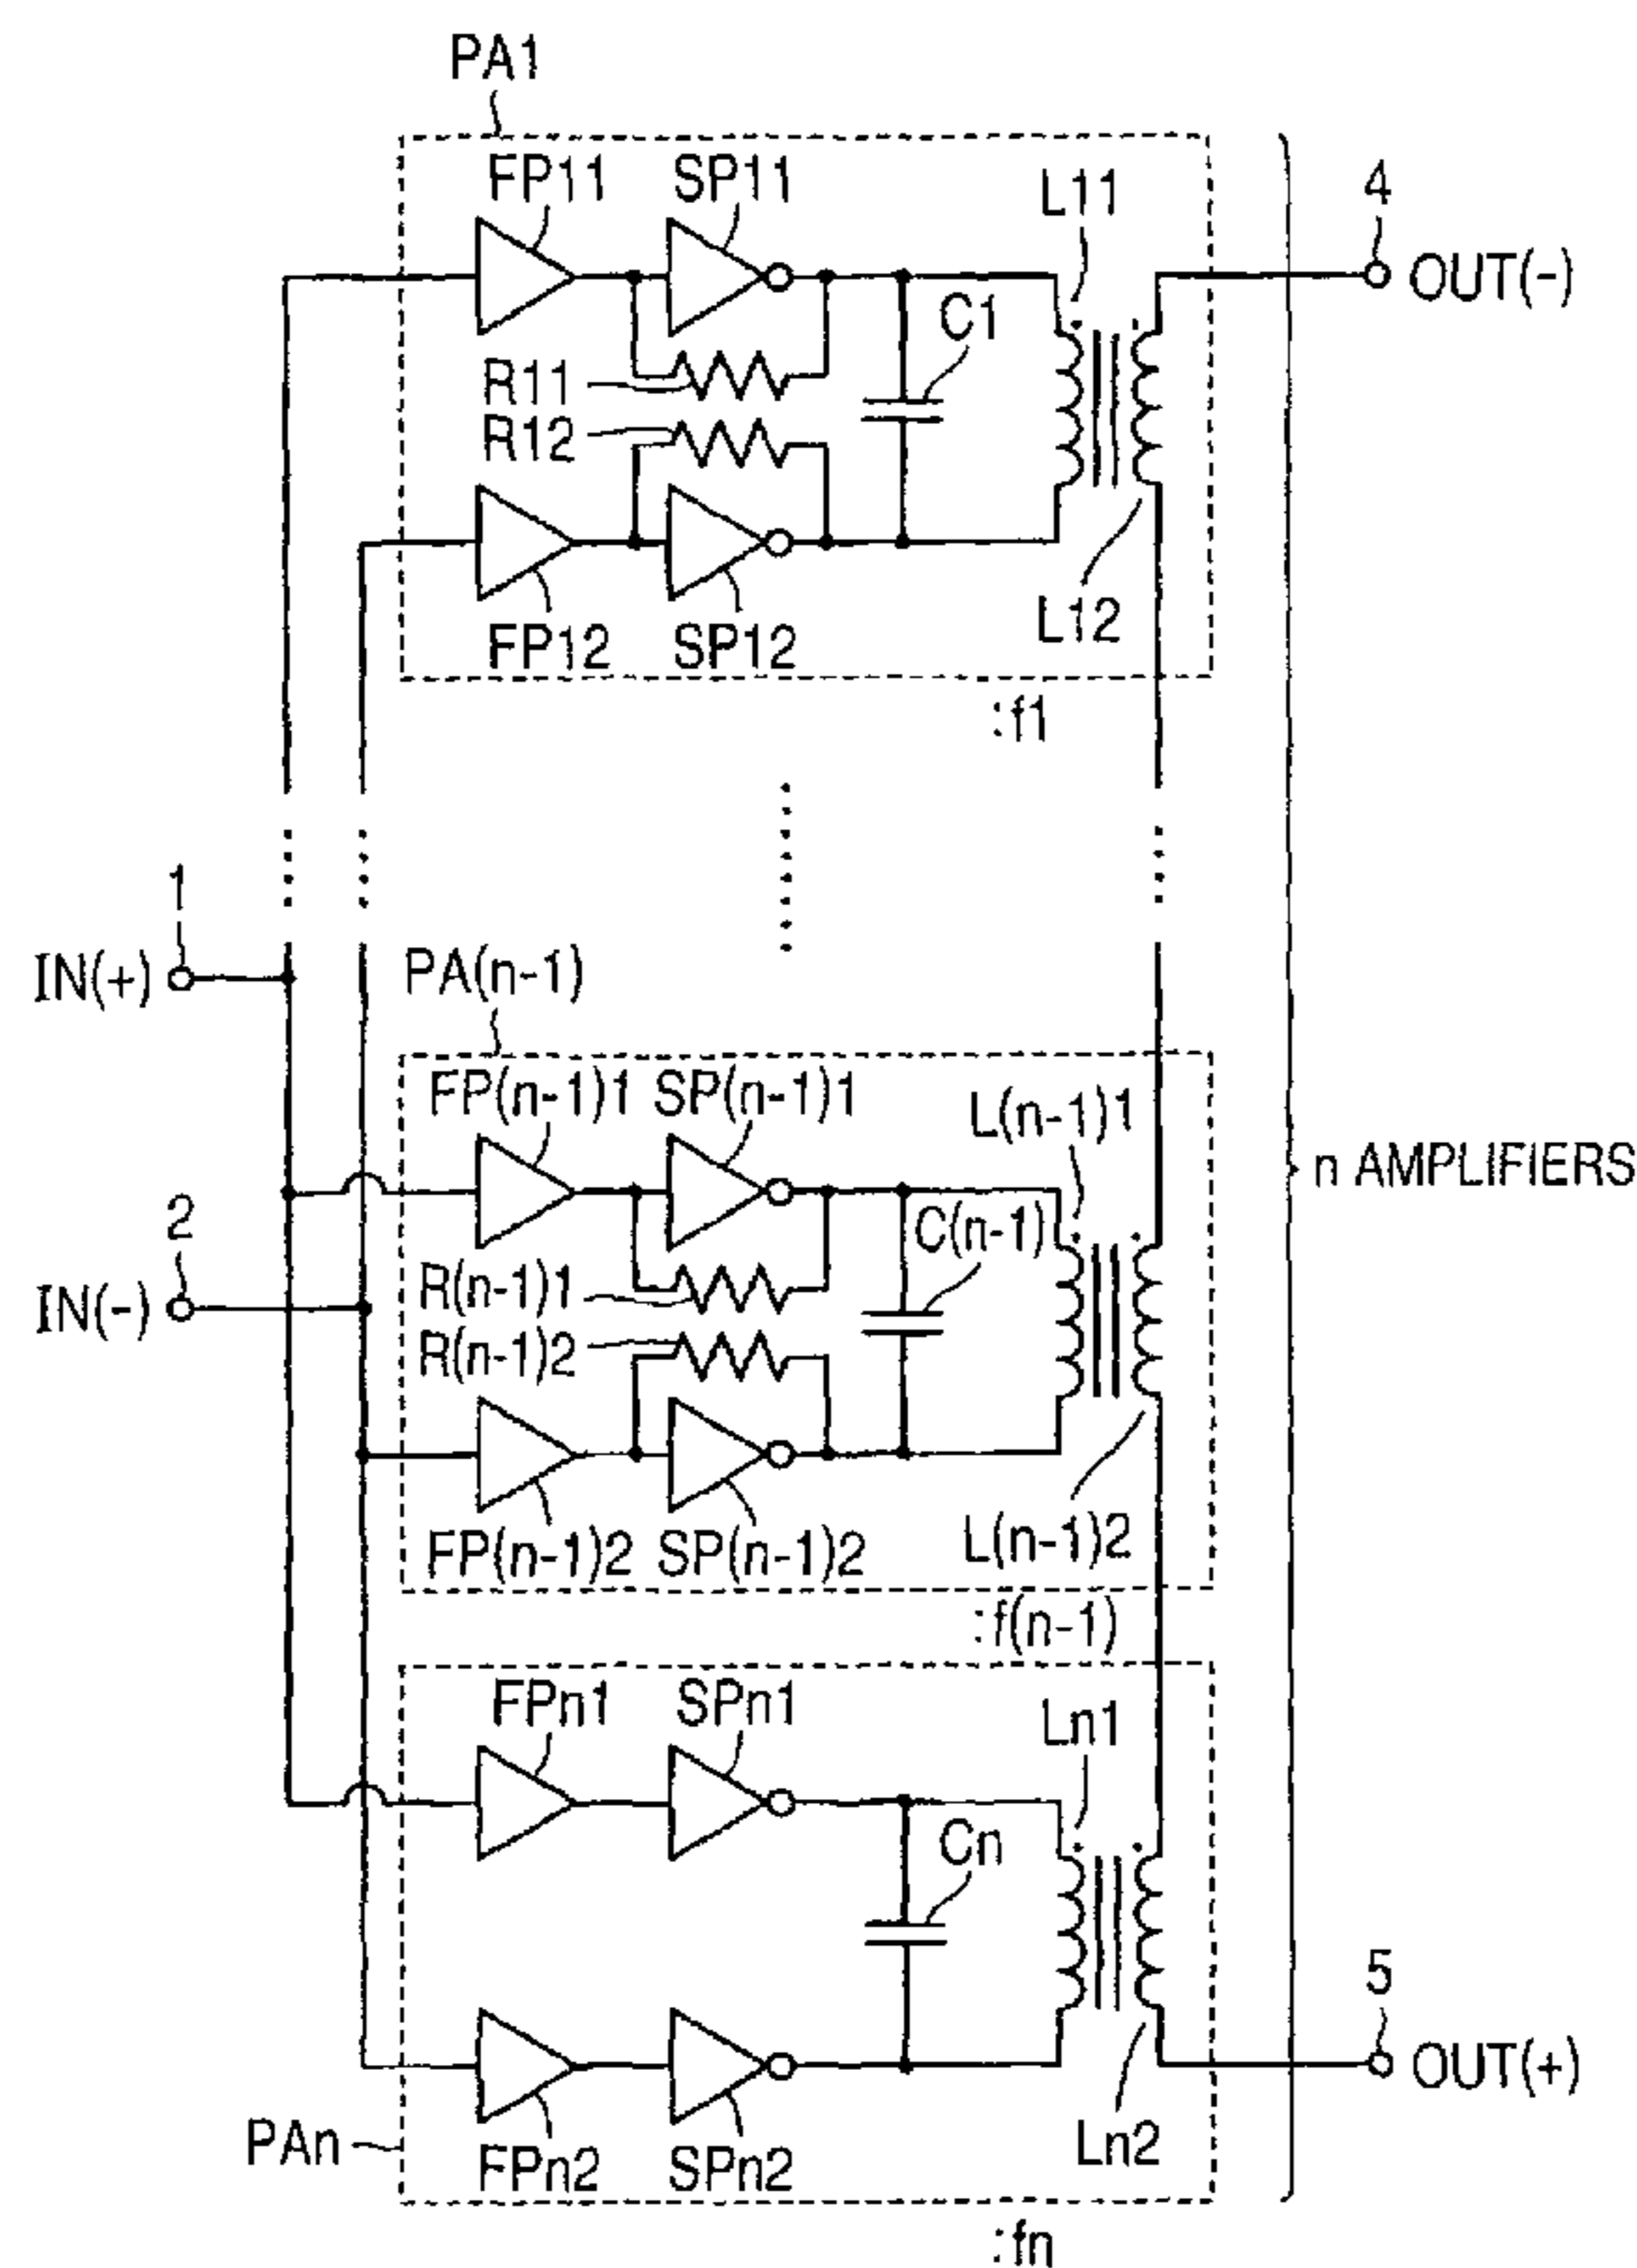 PA1
FP11
SP11
L11
4
OUT(-)
C1
R11
R12
FP12
SP12
L12
:f1
1
IN(+)
PA(n-1)
FP(n-1)1
SP(n-1)1
L(n-1)1
n AMPLIFIERS
2
IN(-)
C(n-1)
R(n-1)1
R(n-1)2
FP(n-1)2
SP(n-1)2
L(n-1)2
:f(n-1)
FPn1
SPn1
Ln1
Cn
5
OUT(+)
PAn
FPn2
SPn2
Ln2
:fn